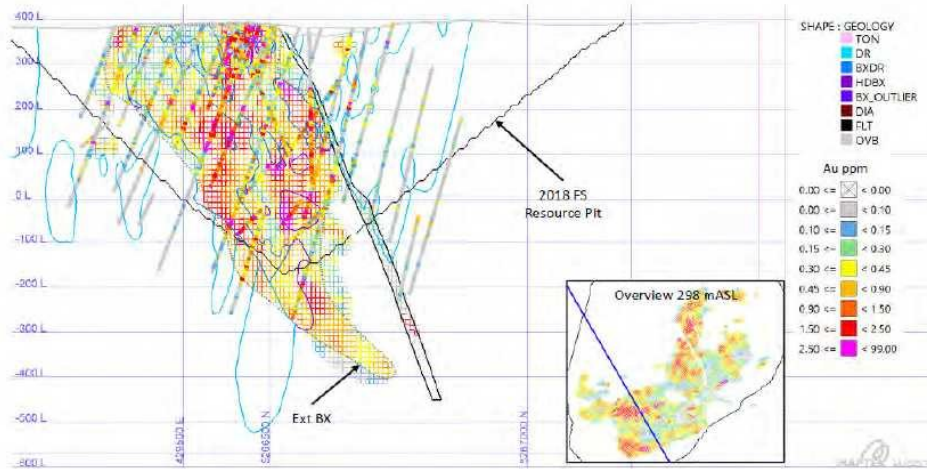 SHAPE : GEOLOGY
TON
DR
BXDR
HDBX
BX_OUTLIER
DIA
FLT
OVB
Au ppm
0.00 <= < 0.00
0.00 <= < 0.10
0.10 <= < 0.15
0.15 <= < 0.30
0.30 <= < 0.45
0.45 <= < 0.90
0.90 <= < 1.50
1.50 <= < 2.50
2.50 <= < 99.00
400 L
300 L
200 L
100 L
0 L
-100 L
-200 L
-300 L
-400 L
-500 L
-600 L
2018 FS
Resource Pit
Ext BX
Overview 298 mASL
5266500 N
5267000 N